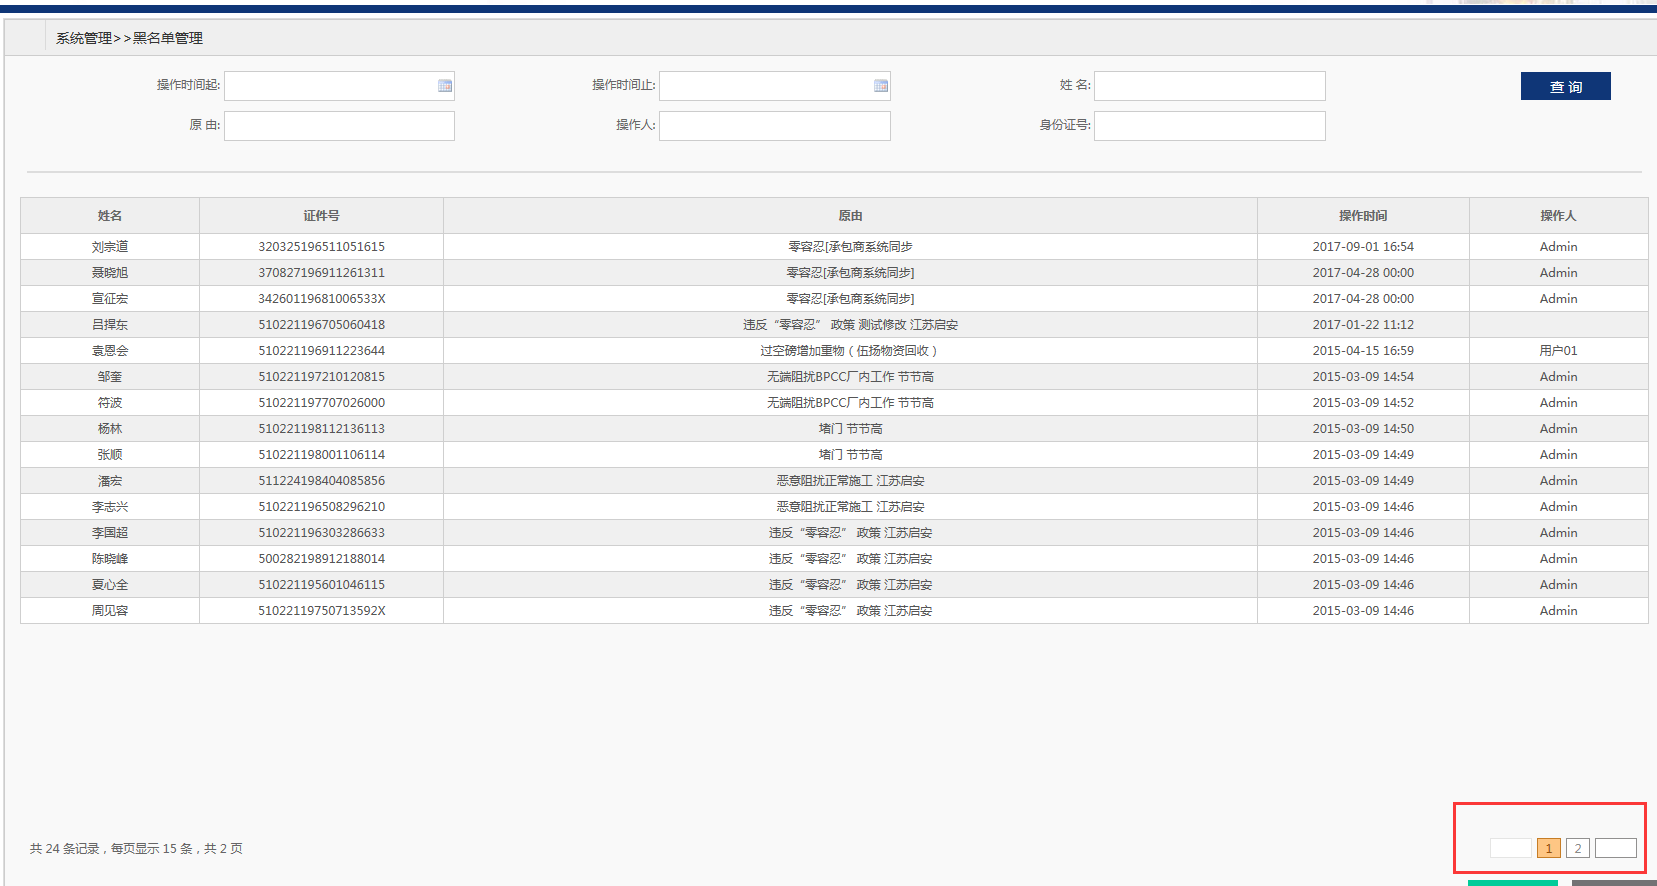 系统管理>>黑名单管理
操作时间起: 操作时间止: 姓 名: 查 询
原 由: 操作人: 身份证号:
姓名 证件号 原由 操作时间 操作人
刘宗道 320325196511051615 零容忍[承包商系统同步 2017-09-01 16:54 Admin
聂晓旭 370827196911261311 零容忍[承包商系统同步] 2017-04-28 00:00 Admin
宣征宏 34260119681006533X 零容忍[承包商系统同步] 2017-04-28 00:00 Admin
吕捍东 510221196705060418 违反“零容忍” 政策 测试修改 江苏启安 2017-01-22 11:12
袁恩会 510221196911223644 过空磅增加重物（伍扬物资回收） 2015-04-15 16:59 用户01
邹奎 510221197210120815 无端阻扰BPCC厂内工作 节节高 2015-03-09 14:54 Admin
符波 510221197707026000 无端阻扰BPCC厂内工作 节节高 2015-03-09 14:52 Admin
杨林 510221198112136113 堵门 节节高 2015-03-09 14:50 Admin
张顺 510221198001106114 堵门 节节高 2015-03-09 14:49 Admin
潘宏 511224198404085856 恶意阻扰正常施工 江苏启安 2015-03-09 14:49 Admin
李志兴 510221196508296210 恶意阻扰正常施工 江苏启安 2015-03-09 14:46 Admin
李国超 510221196303286633 违反“零容忍” 政策 江苏启安 2015-03-09 14:46 Admin
陈晓峰 500282198912188014 违反“零容忍” 政策 江苏启安 2015-03-09 14:46 Admin
夏心全 510221195601046115 违反“零容忍” 政策 江苏启安 2015-03-09 14:46 Admin
周见容 51022119750713592X 违反“零容忍” 政策 江苏启安 2015-03-09 14:46 Admin
共 24 条记录，每页显示 15 条，共 2 页 1 2